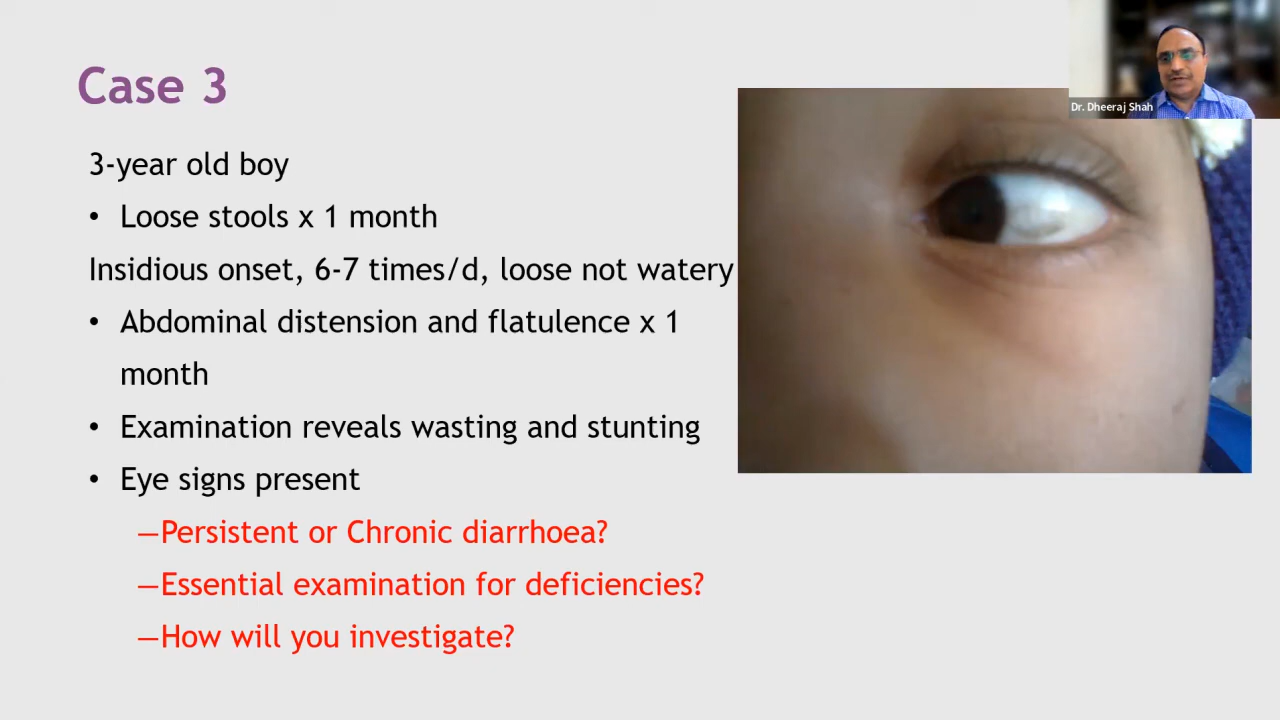 Case 3
Dr. Dheeraj Shah
3-year old boy
• Loose stools x 1 month
Insidious onset, 6-7 times/d, loose not watery
• Abdominal distension and flatulence x 1
month
• Examination reveals wasting and stunting
• Eye signs present
—Persistent or Chronic diarrhoea?
—Essential examination for deficiencies?
—How will you investigate?